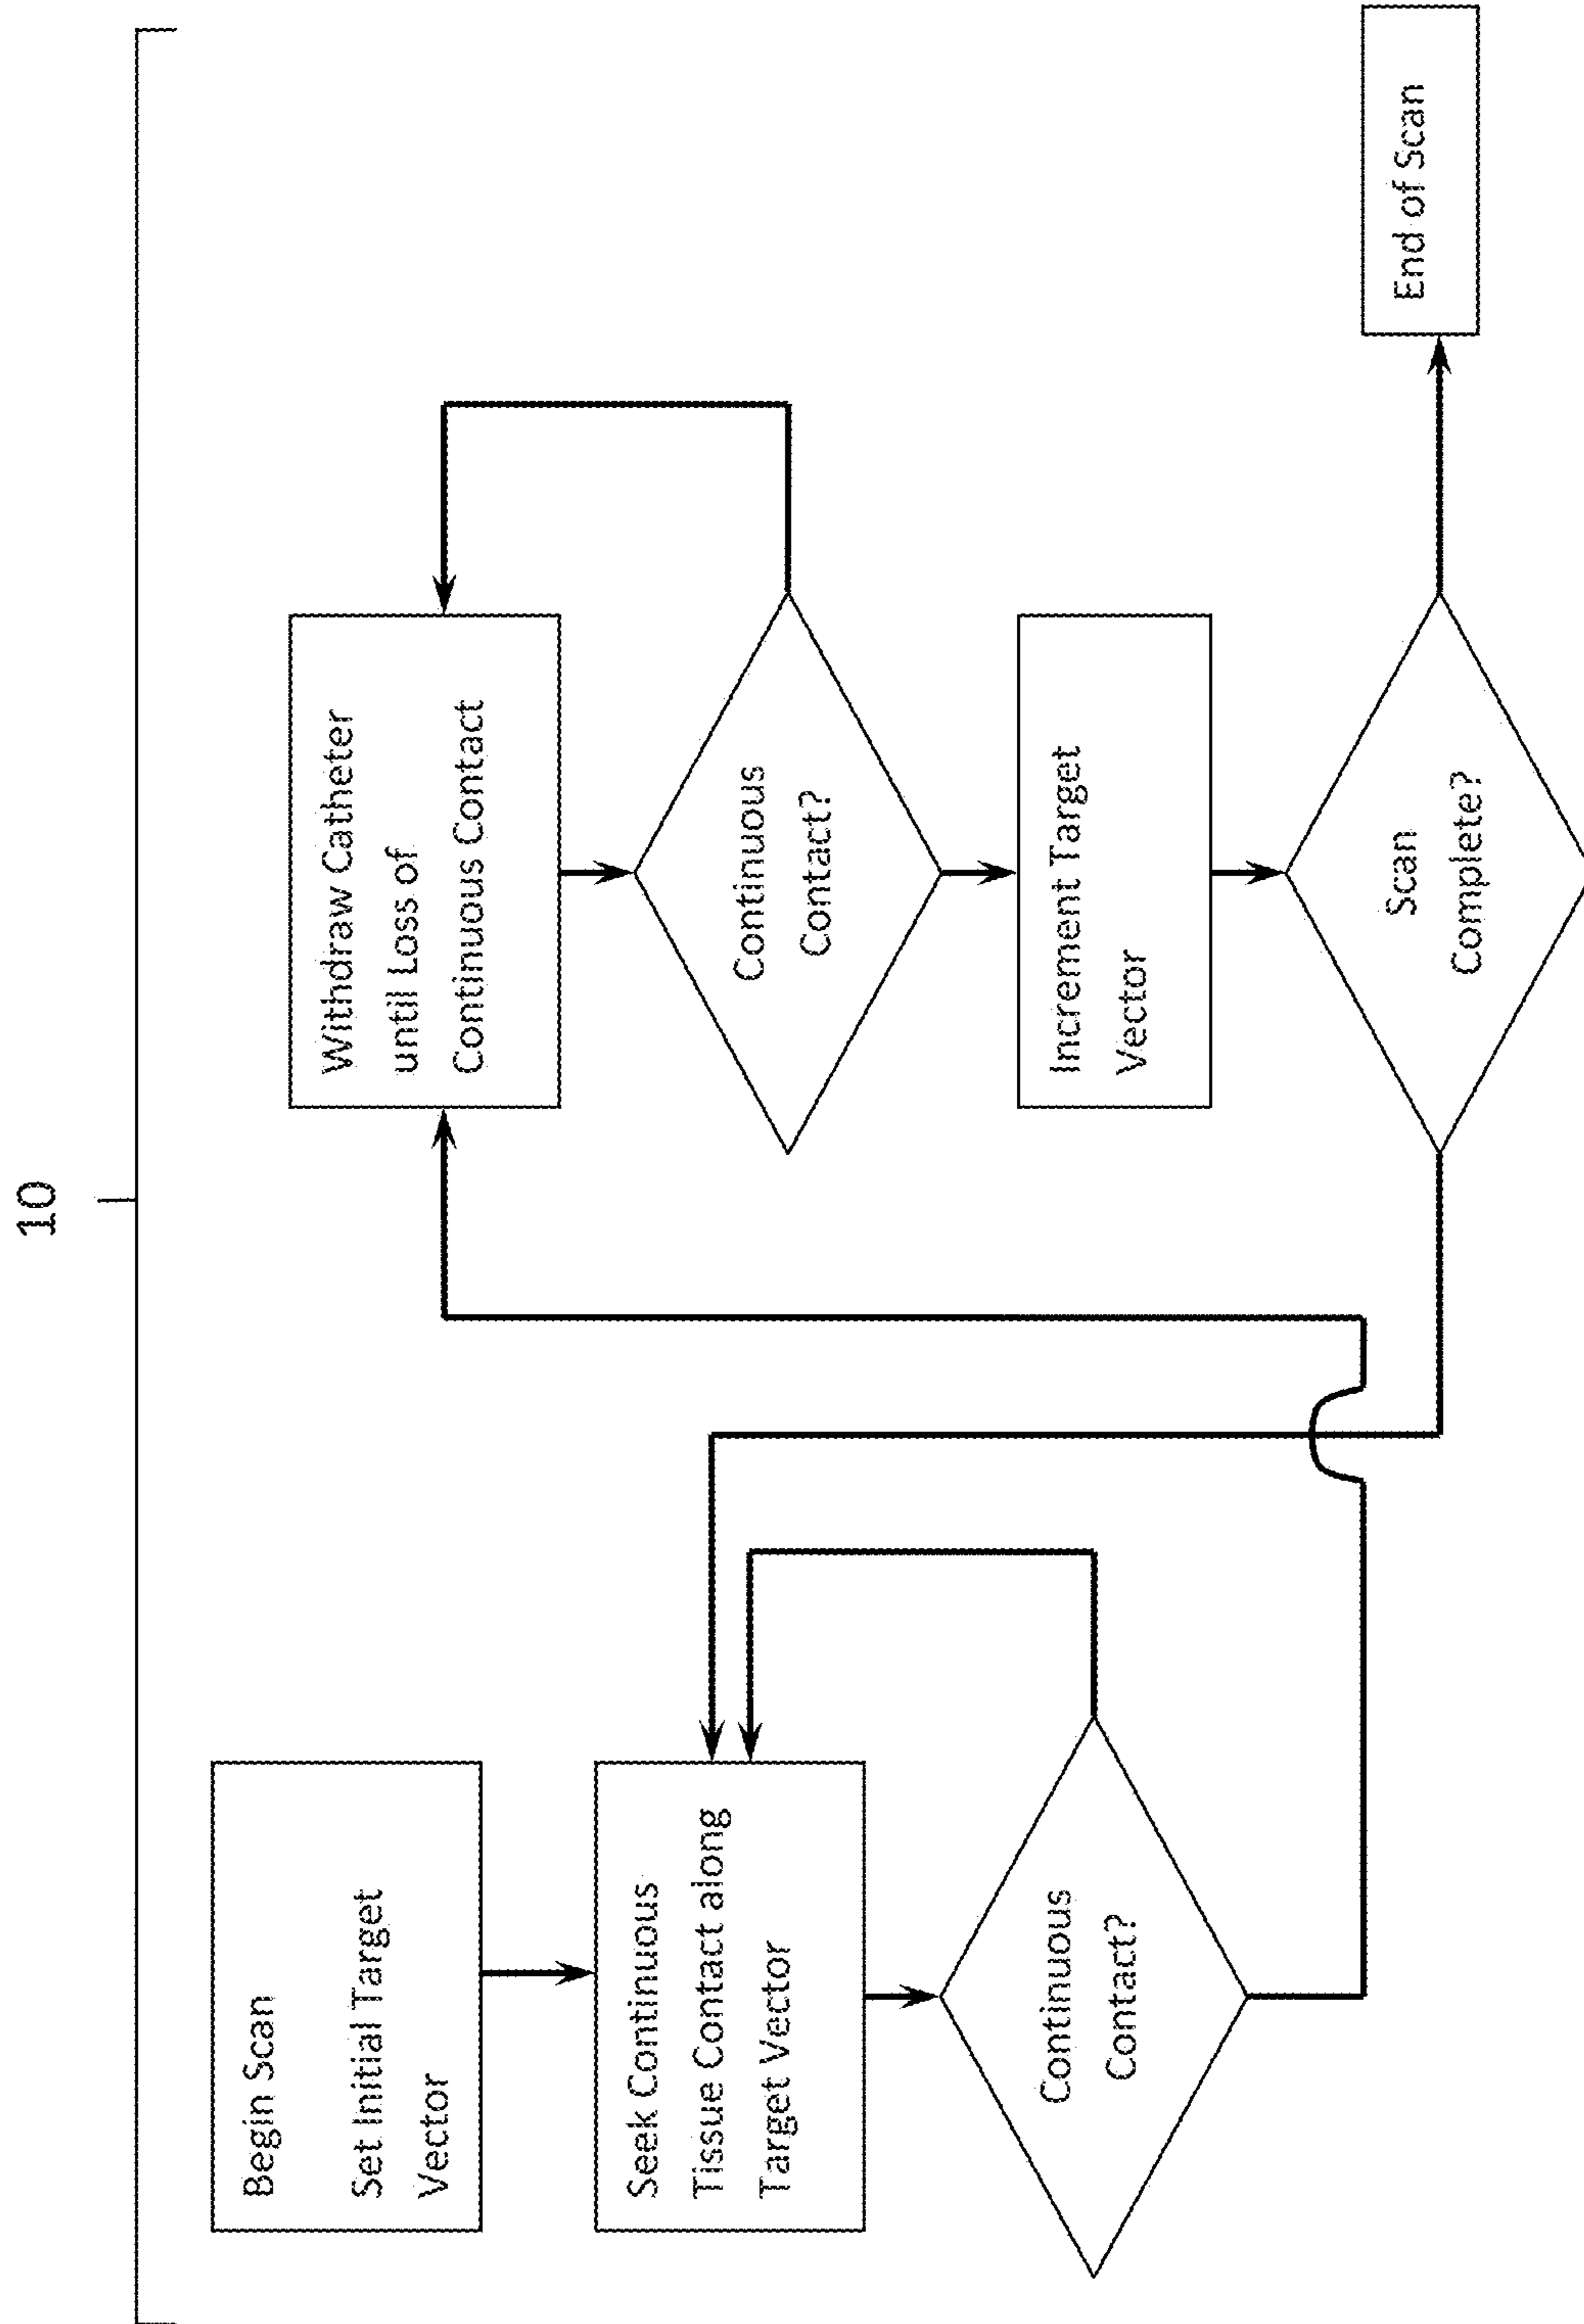 10
Begin Scan
Set Initial Target
Vector
Seek Continuous
Tissue Contact along
Target Vector
Continuous
Contact?
Withdraw Catheter
until Loss of
Continuous Contact
Continuous
Contact?
Increment Target
Vector
Scan
Complete?
End of Scan